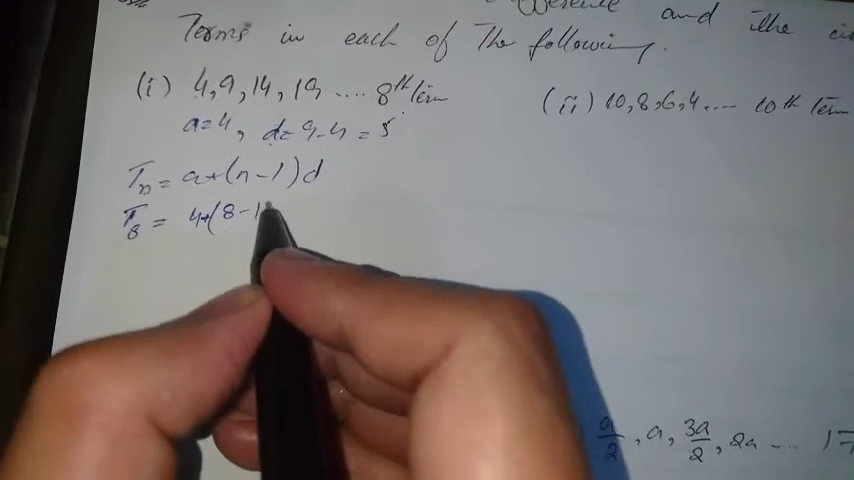 and the
Terms in each of The following.
(i) 4,9,14,19, .... 8th term
(ii) 10,8,6,4.... 10th term
a=4, d=9-4=5
Tn = a+(n-1)d
T8 = 4+(8-1
a/2, a, 3a/2, 2a ...